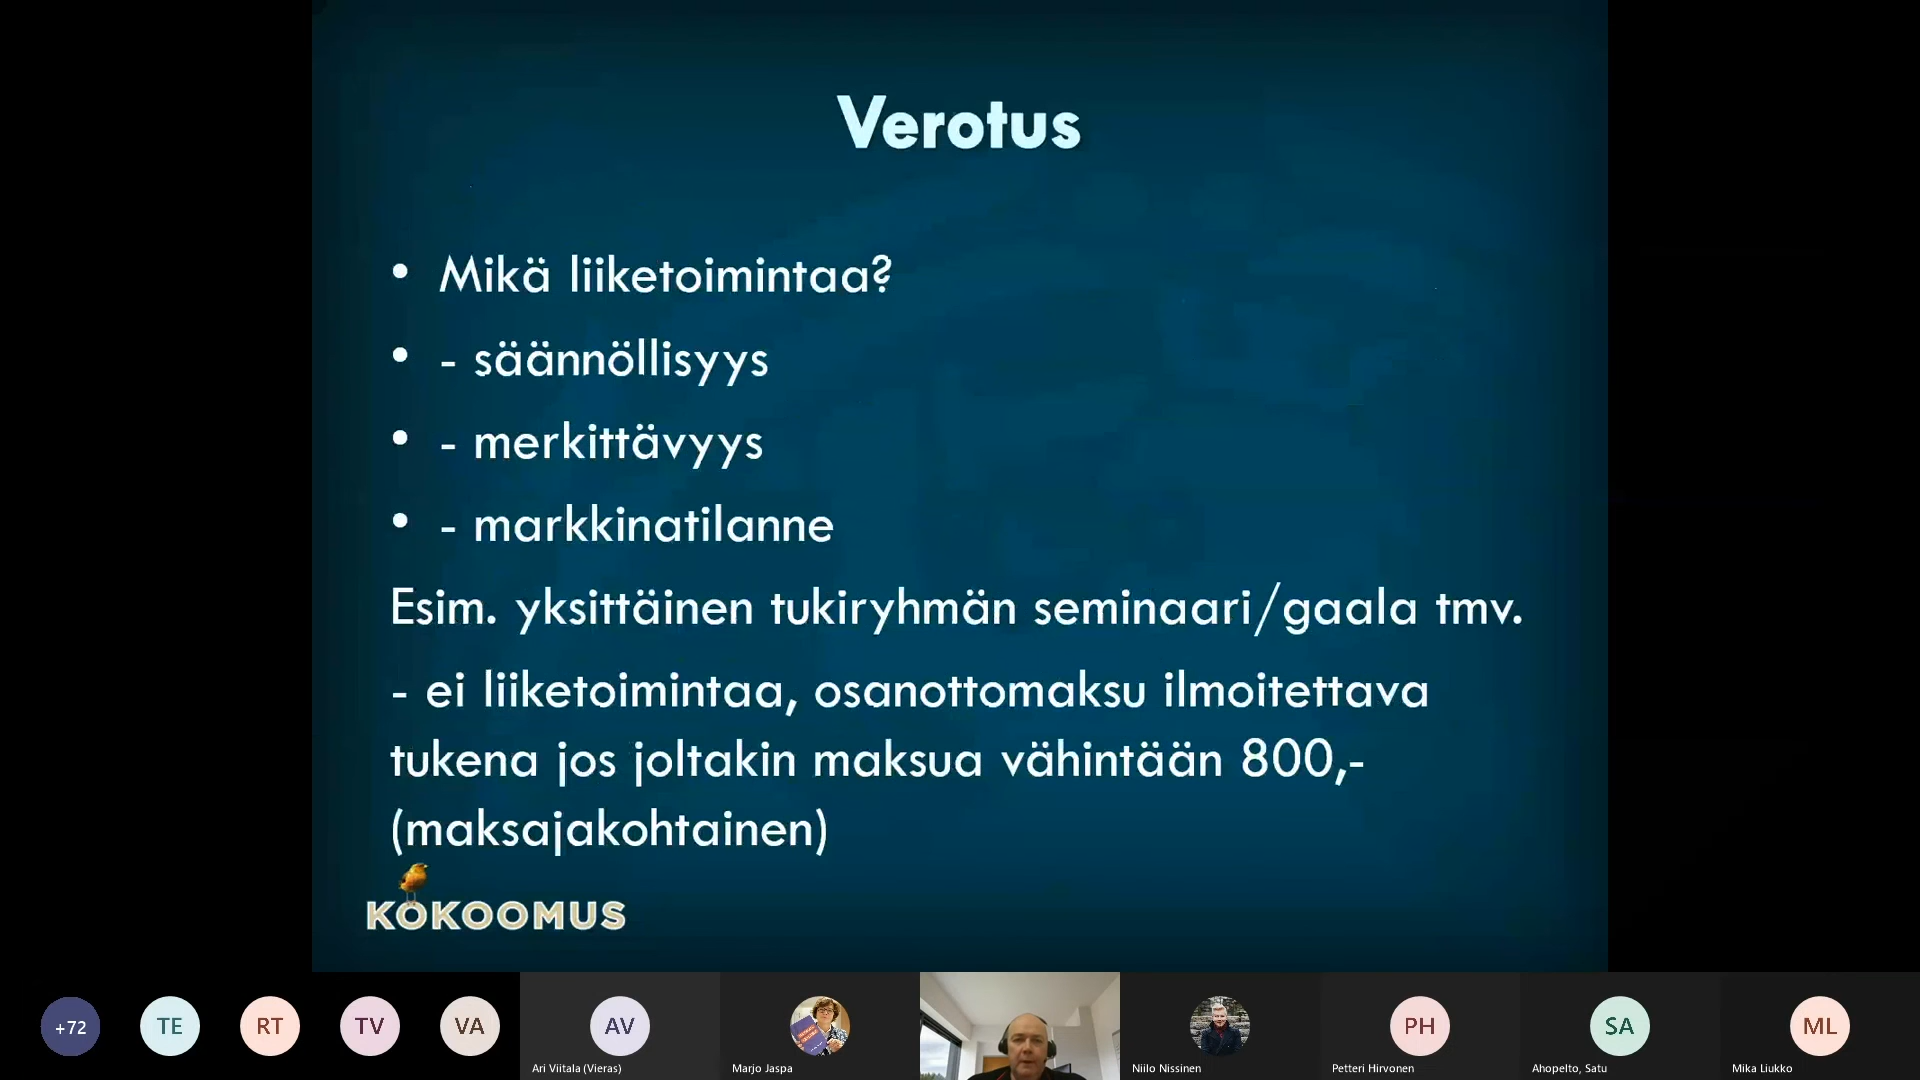 Verotus
• Mikä liiketoimintaa?
• - säännöllisyys
• - merkittävyys
• - markkinatilanne
Esim. yksittäinen tukiryhmän seminaari/gaala tmv.
- ei liiketoimintaa, osanottomaksu ilmoitettava
tukena jos joltakin maksua vähintään 800,-
(maksajakohtainen)
KOKOOMUS
+72
TE
RT
TV
VA
AV
PH
SA
ML
Ari Viitala (Vieras)
Marjo Jaspa
Niilo Nissinen
Petteri Hirvonen
Ahopelto, Satu
Mika Liukko